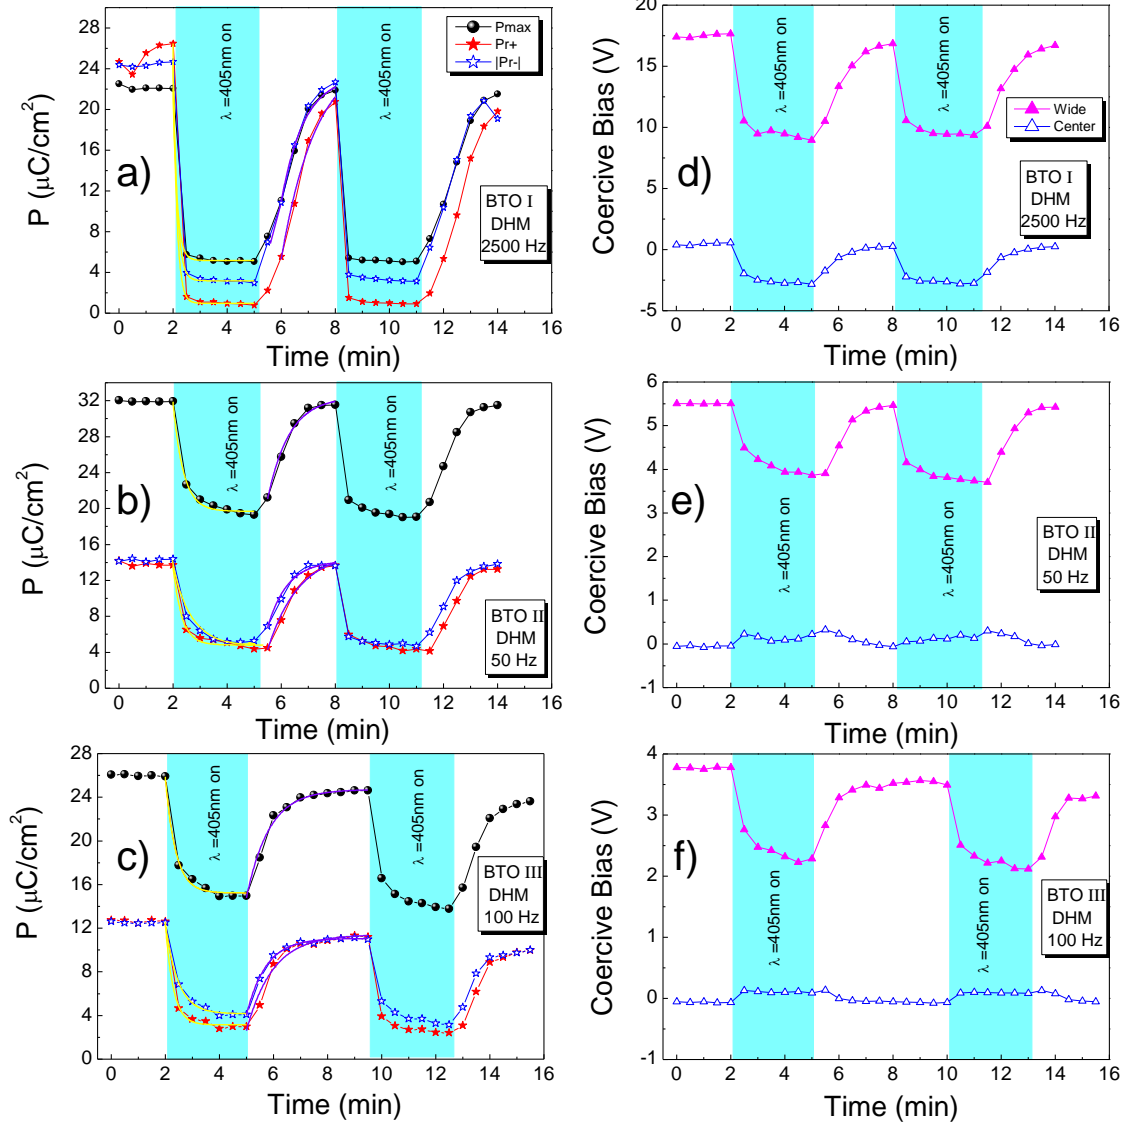 28
24
20
16
12
8
4
0
P (μC/cm²)
Pmax
Pr+
|Pr-|
λ =405nm on
λ =405nm on
a)
BTO I
DHM
2500 Hz
0 2 4 6 8 10 12 14 16
Time (min)
20
15
10
5
0
-5
Coercive Bias (V)
λ =405nm on
λ =405nm on
Wide
Center
d)
BTO I
DHM
2500 Hz
0 2 4 6 8 10 12 14 16
Time (min)
32
28
24
20
16
12
8
4
0
P (μC/cm²)
λ =405nm on
λ =405nm on
b)
BTO II
DHM
50 Hz
0 2 4 6 8 10 12 14 16
Time (min)
6
5
4
3
2
1
0
-1
Coercive Bias (V)
λ =405nm on
λ =405nm on
e)
BTO II
DHM
50 Hz
0 2 4 6 8 10 12 14 16
Time (min)
28
24
20
16
12
8
4
0
P (μC/cm²)
λ =405nm on
λ =405nm on
c)
BTO III
DHM
100 Hz
0 2 4 6 8 10 12 14 16
Time (min)
4
3
2
1
0
-1
Coercive Bias (V)
λ =405nm on
λ =405nm on
f)
BTO III
DHM
100 Hz
0 2 4 6 8 10 12 14 16
Time (min)